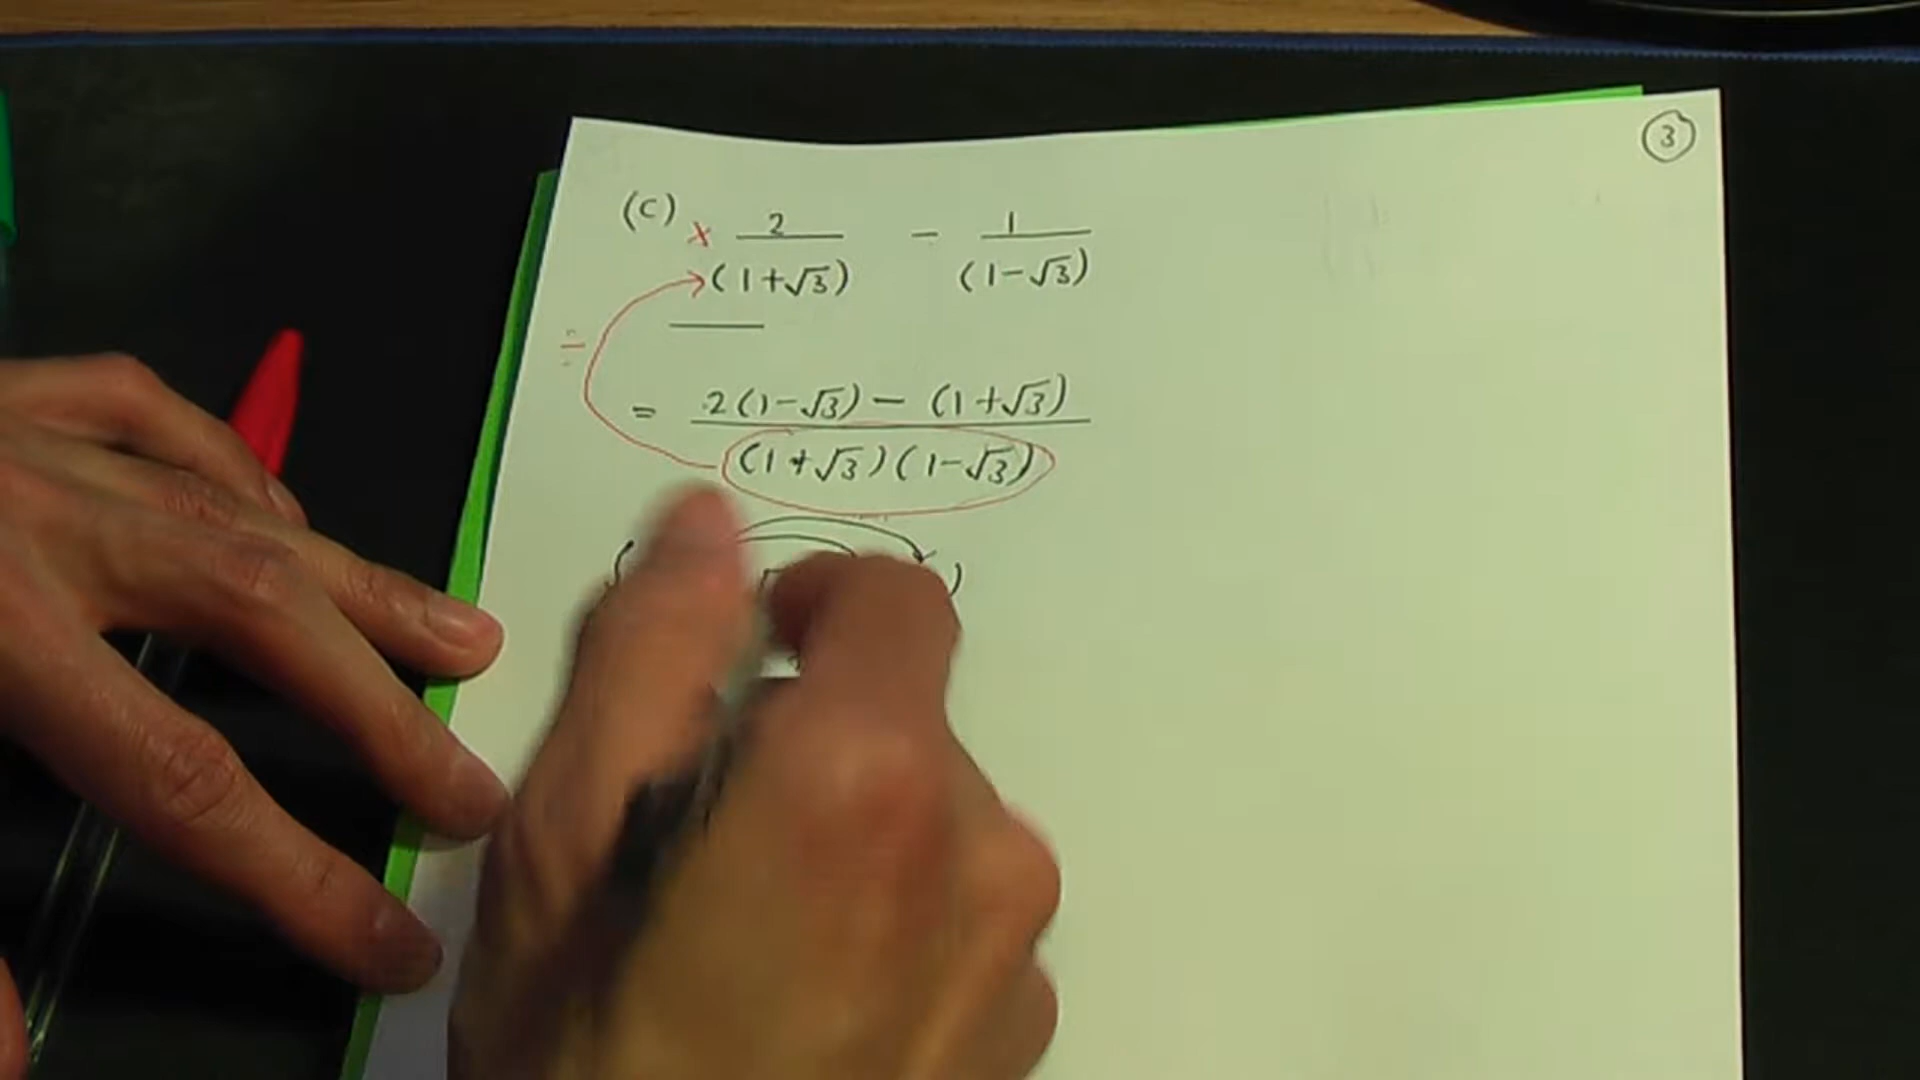 ③
(c) × 2/(1+√3) - 1/(1-√3)
÷
= 2(1-√3) - (1+√3)/(1+√3)(1-√3)
( )